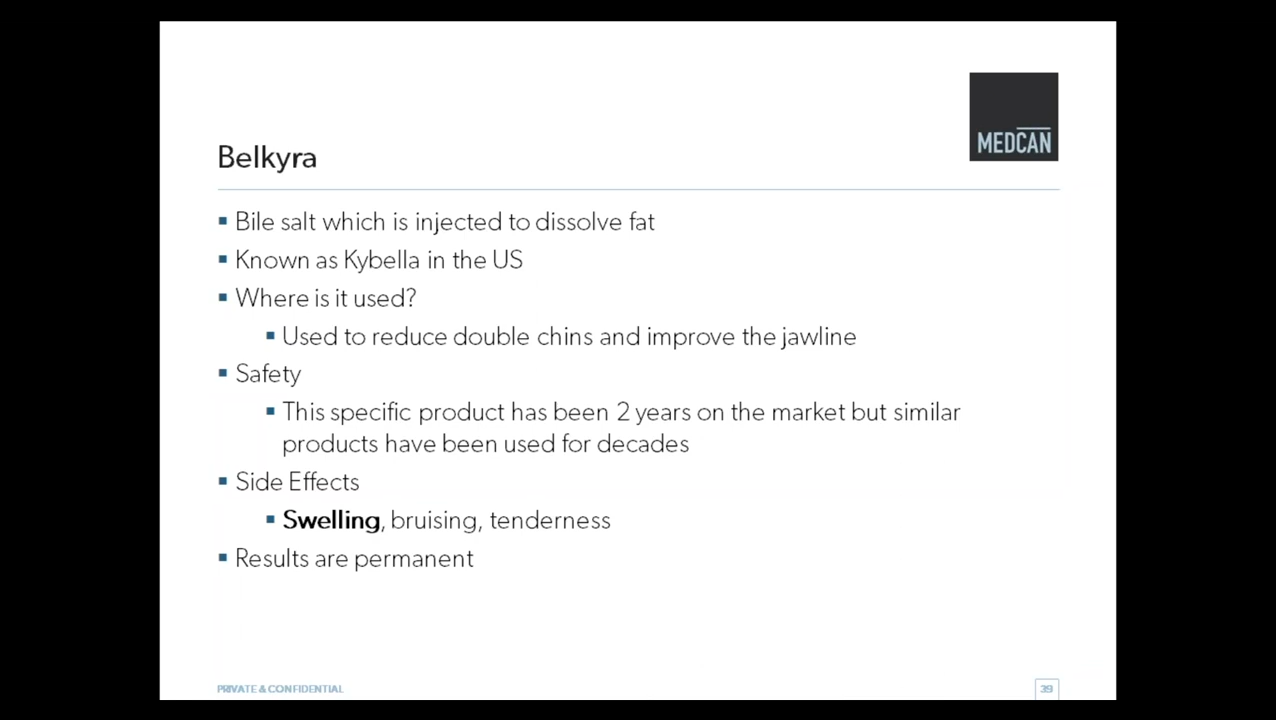 MEDCAN
Belkyra
▪ Bile salt which is injected to dissolve fat
▪ Known as Kybella in the US
▪ Where is it used?
▪ Used to reduce double chins and improve the jawline
▪ Safety
▪ This specific product has been 2 years on the market but similar
products have been used for decades
▪ Side Effects
▪ Swelling, bruising, tenderness
▪ Results are permanent
PRIVATE & CONFIDENTIAL
39